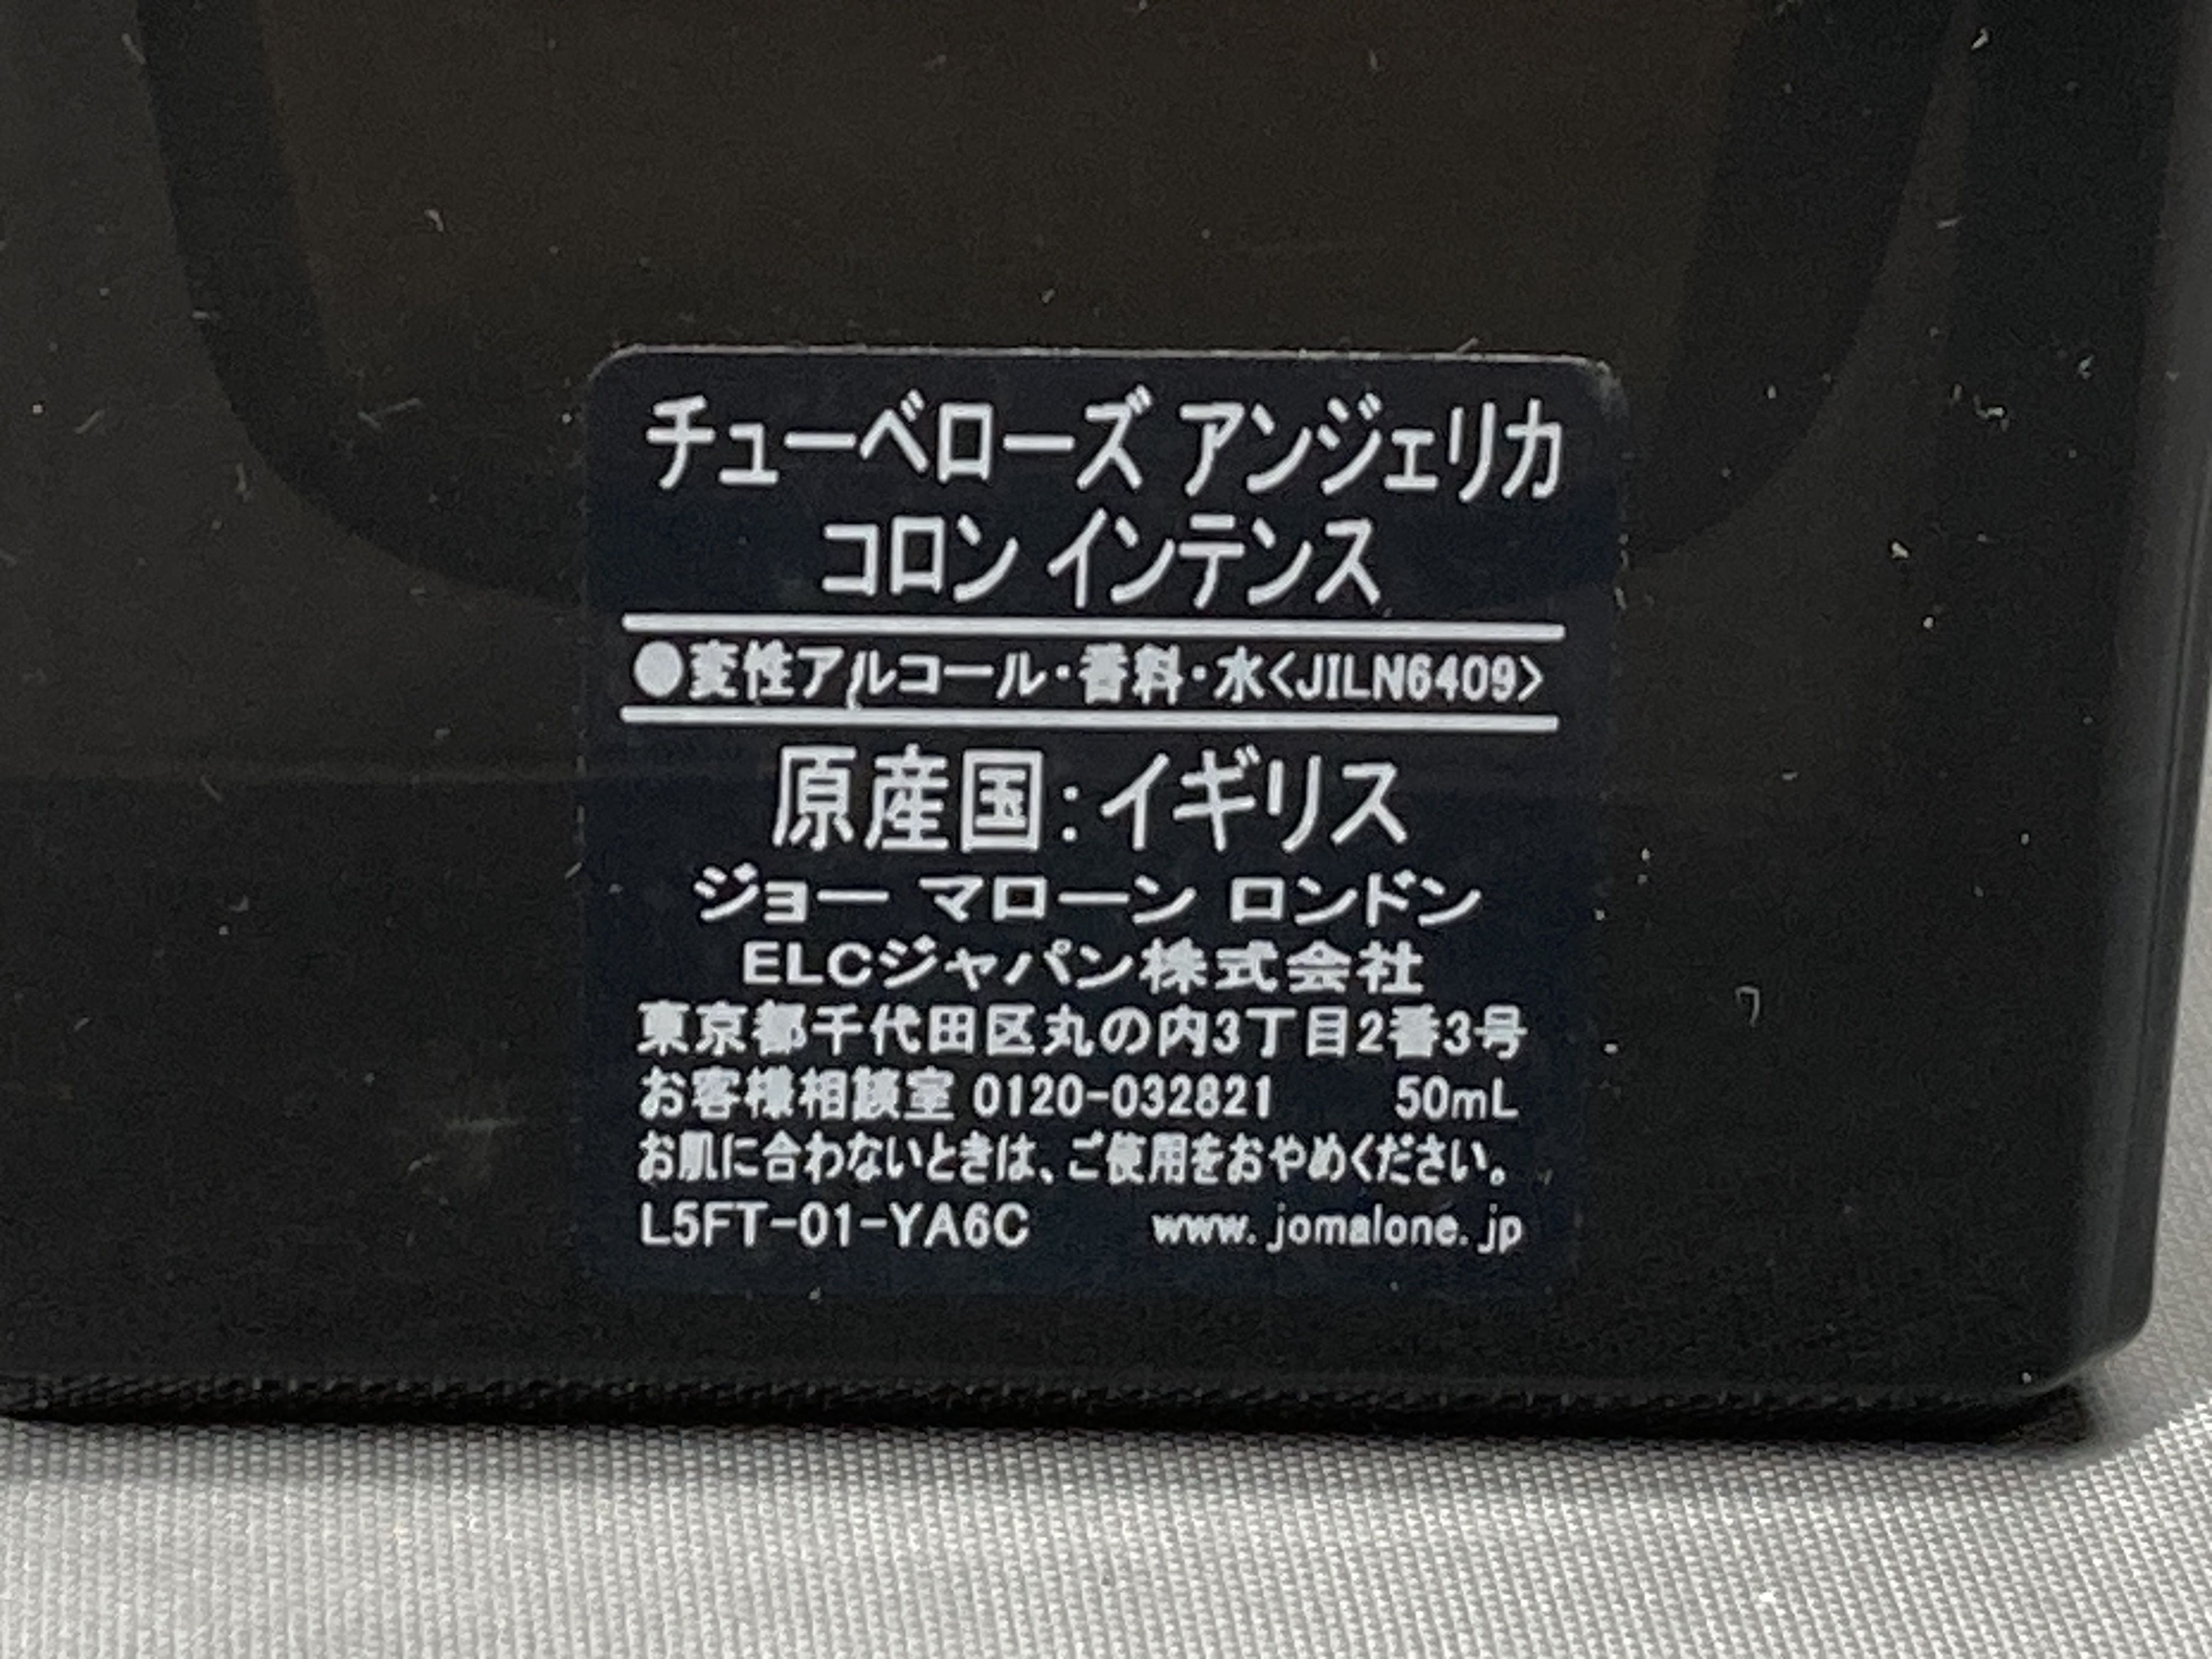 チューベローズ アンジェリカ
コロン インテンス
●変性アルコール・香料・水<JILN6409>
原産国:イギリス
ジョー マローン ロンドン
ELCジャパン株式会社
東京都千代田区丸の内3丁目2番3号
お客様相談室 0120-032821 50mL
お肌に合わないときは、ご使用をおやめください。
L5FT-01-YA6C www.jomalone.jp